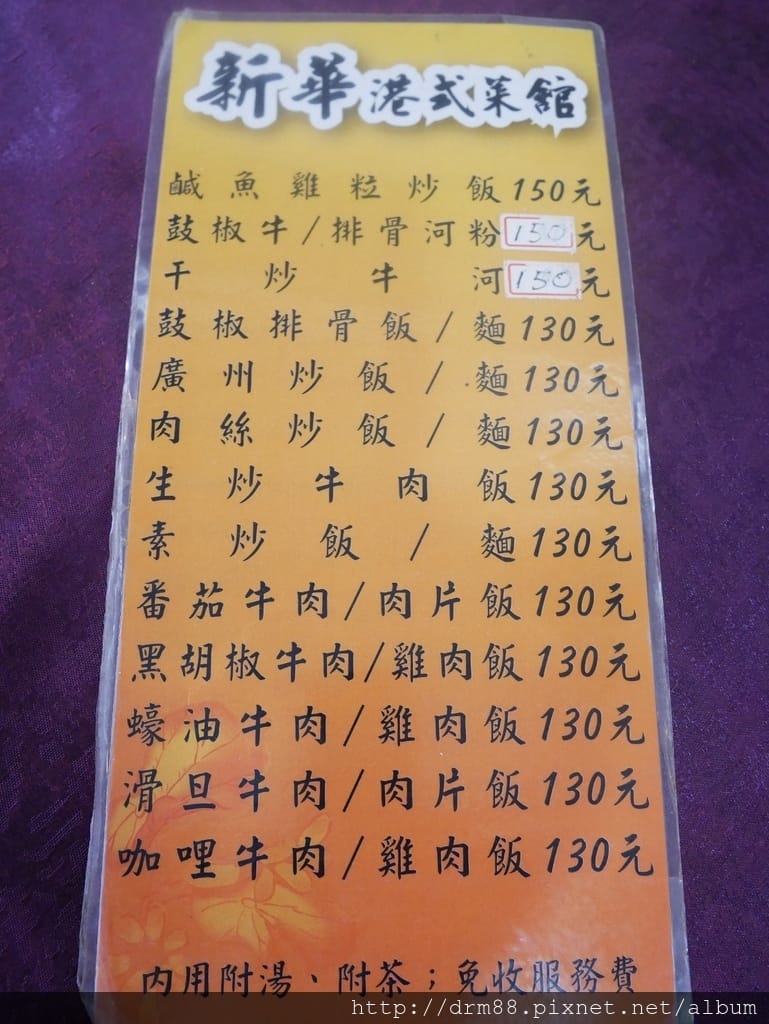 新華港式菜館
鹹魚雞粒炒飯150元
鼓椒牛/排骨河粉150元
干炒牛河150元
鼓椒排骨飯/麵130元
廣州炒飯/麵130元
肉絲炒飯/麵130元
生炒牛肉飯130元
素炒飯/麵130元
番茄牛肉/肉片飯130元
黑胡椒牛肉/雞肉飯130元
蠔油牛肉/雞肉飯130元
滑旦牛肉/肉片飯130元
咖哩牛肉/雞肉飯130元
內用附湯、附茶；免收服務費
http://drm88.pixnet.net/album